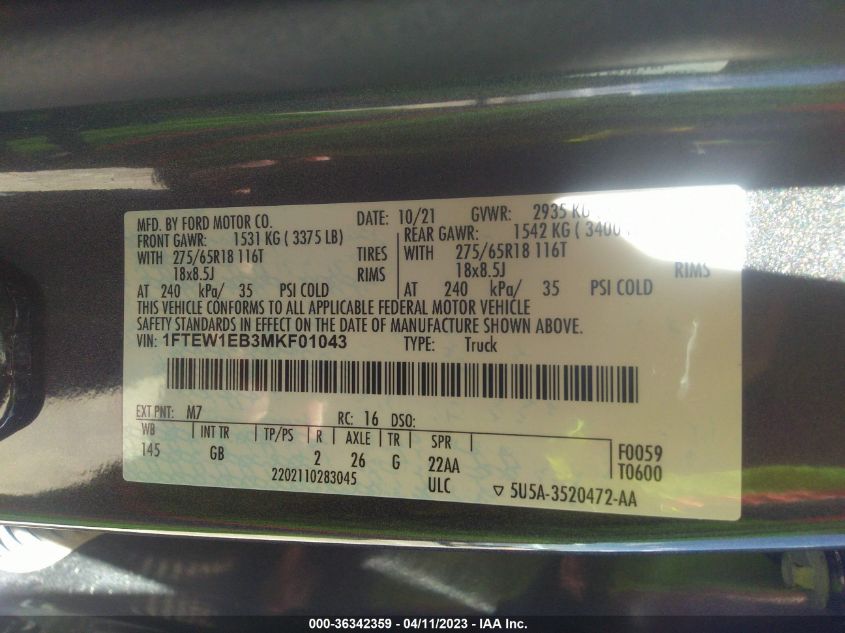 MFD. BY FORD MOTOR CO. DATE: 10/21 GVWR: 2935 KG
FRONT GAWR: 1531 KG ( 3375 LB) REAR GAWR: 1542 KG ( 3400
WITH 275/65R18 116T TIRES WITH 275/65R18 116T
18x8.5J RIMS 18x8.5J RIMS
AT 240 kPa/ 35 PSI COLD AT 240 kPa/ 35 PSI COLD
THIS VEHICLE CONFORMS TO ALL APPLICABLE FEDERAL MOTOR VEHICLE
SAFETY STANDARDS IN EFFECT ON THE DATE OF MANUFACTURE SHOWN ABOVE.
VIN: 1FTEW1EB3MKF01043 TYPE: Truck
EXT PNT: M7 RC: 16 DSO:
WB INT TR TP/PS R AXLE TR SPR
145 GB 2 26 G 22AA F0059
2202110283045 ULC T0600
▽ 5U5A-3520472-AA
000-36342359 - 04/11/2023 - IAA Inc.